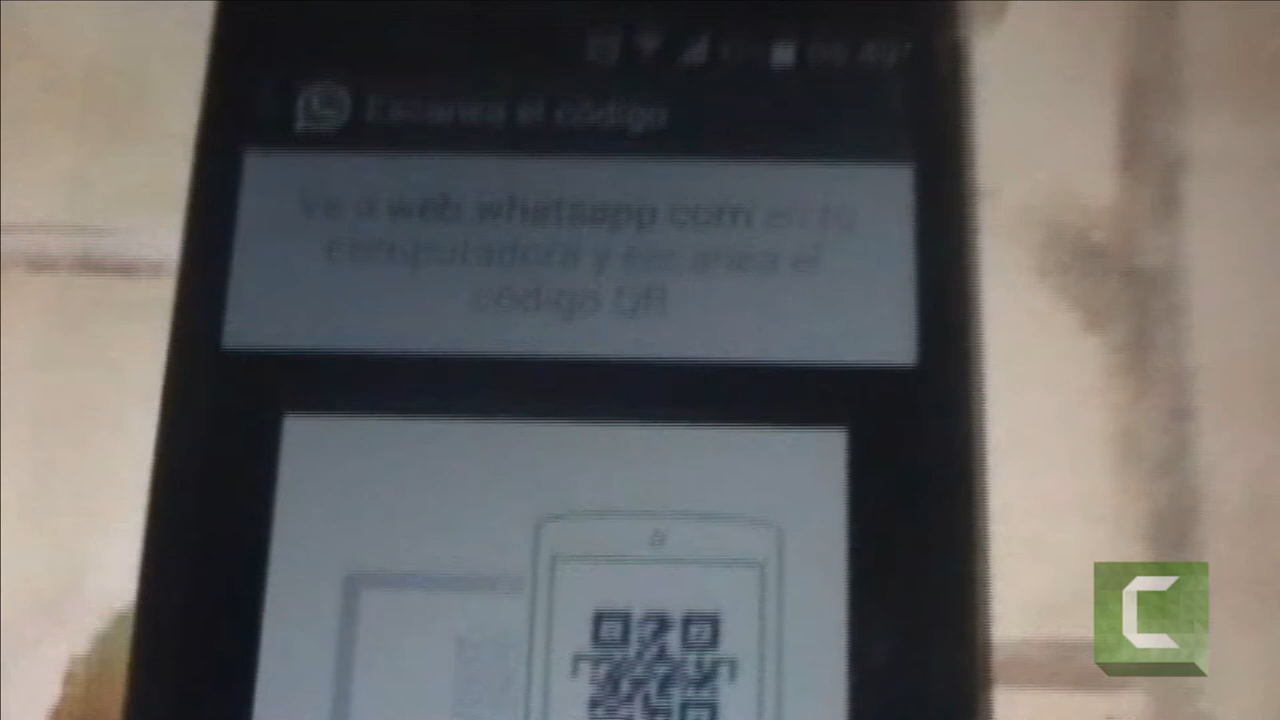 Escanea el código
Ve a web.whatsapp.com en tu
computadora y escanea el
código QR